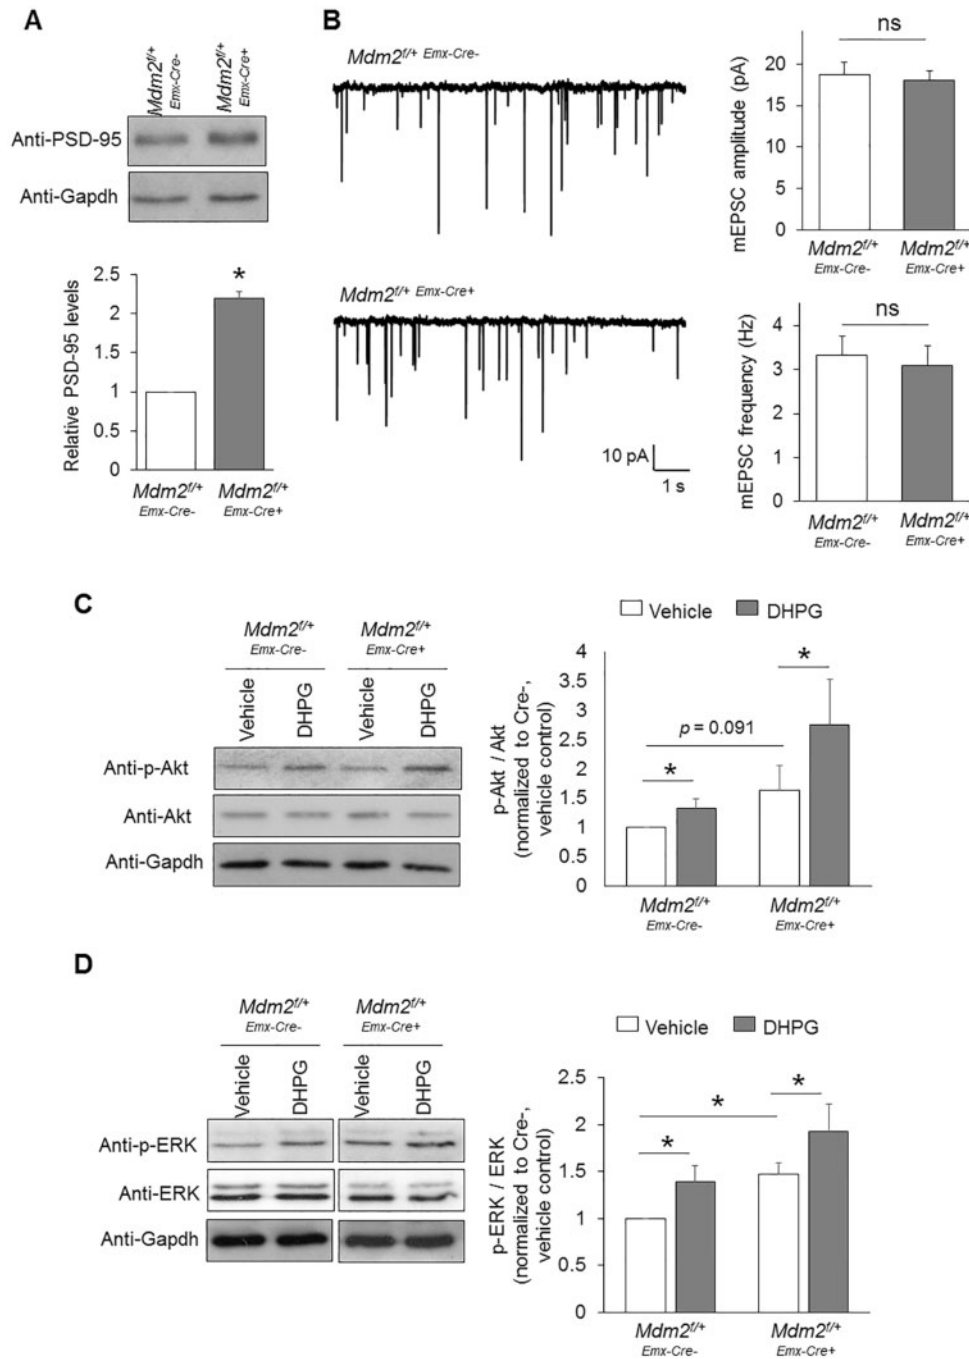 A
Mdm2f/+
Emx-Cre-
Mdm2f/+
Emx-Cre+
Anti-PSD-95
Anti-Gapdh
Relative PSD-95 levels
2.5
2
1.5
1
0.5
0
*
Mdm2f/+
Emx-Cre-
Mdm2f/+
Emx-Cre+
B
Mdm2f/+ Emx-Cre-
Mdm2f/+ Emx-Cre+
10 pA
1 s
mEPSC amplitude (pA)
20
15
10
5
0
ns
Mdm2f/+
Emx-Cre-
Mdm2f/+
Emx-Cre+
mEPSC frequency (Hz)
4
3
2
1
0
ns
Mdm2f/+
Emx-Cre-
Mdm2f/+
Emx-Cre+
C
Mdm2f/+
Emx-Cre-
Mdm2f/+
Emx-Cre+
Vehicle
DHPG
Vehicle
DHPG
Anti-p-Akt
Anti-Akt
Anti-Gapdh
Vehicle
DHPG
p-Akt / Akt
(normalized to Cre-,
vehicle control)
4
3.5
3
2.5
2
1.5
1
0.5
0
*
p = 0.091
*
Mdm2f/+
Emx-Cre-
Mdm2f/+
Emx-Cre+
D
Mdm2f/+
Emx-Cre-
Mdm2f/+
Emx-Cre+
Vehicle
DHPG
Vehicle
DHPG
Anti-p-ERK
Anti-ERK
Anti-Gapdh
Vehicle
DHPG
p-ERK / ERK
(normalized to Cre-,
vehicle control)
2.5
2
1.5
1
0.5
0
*
*
*
Mdm2f/+
Emx-Cre-
Mdm2f/+
Emx-Cre+